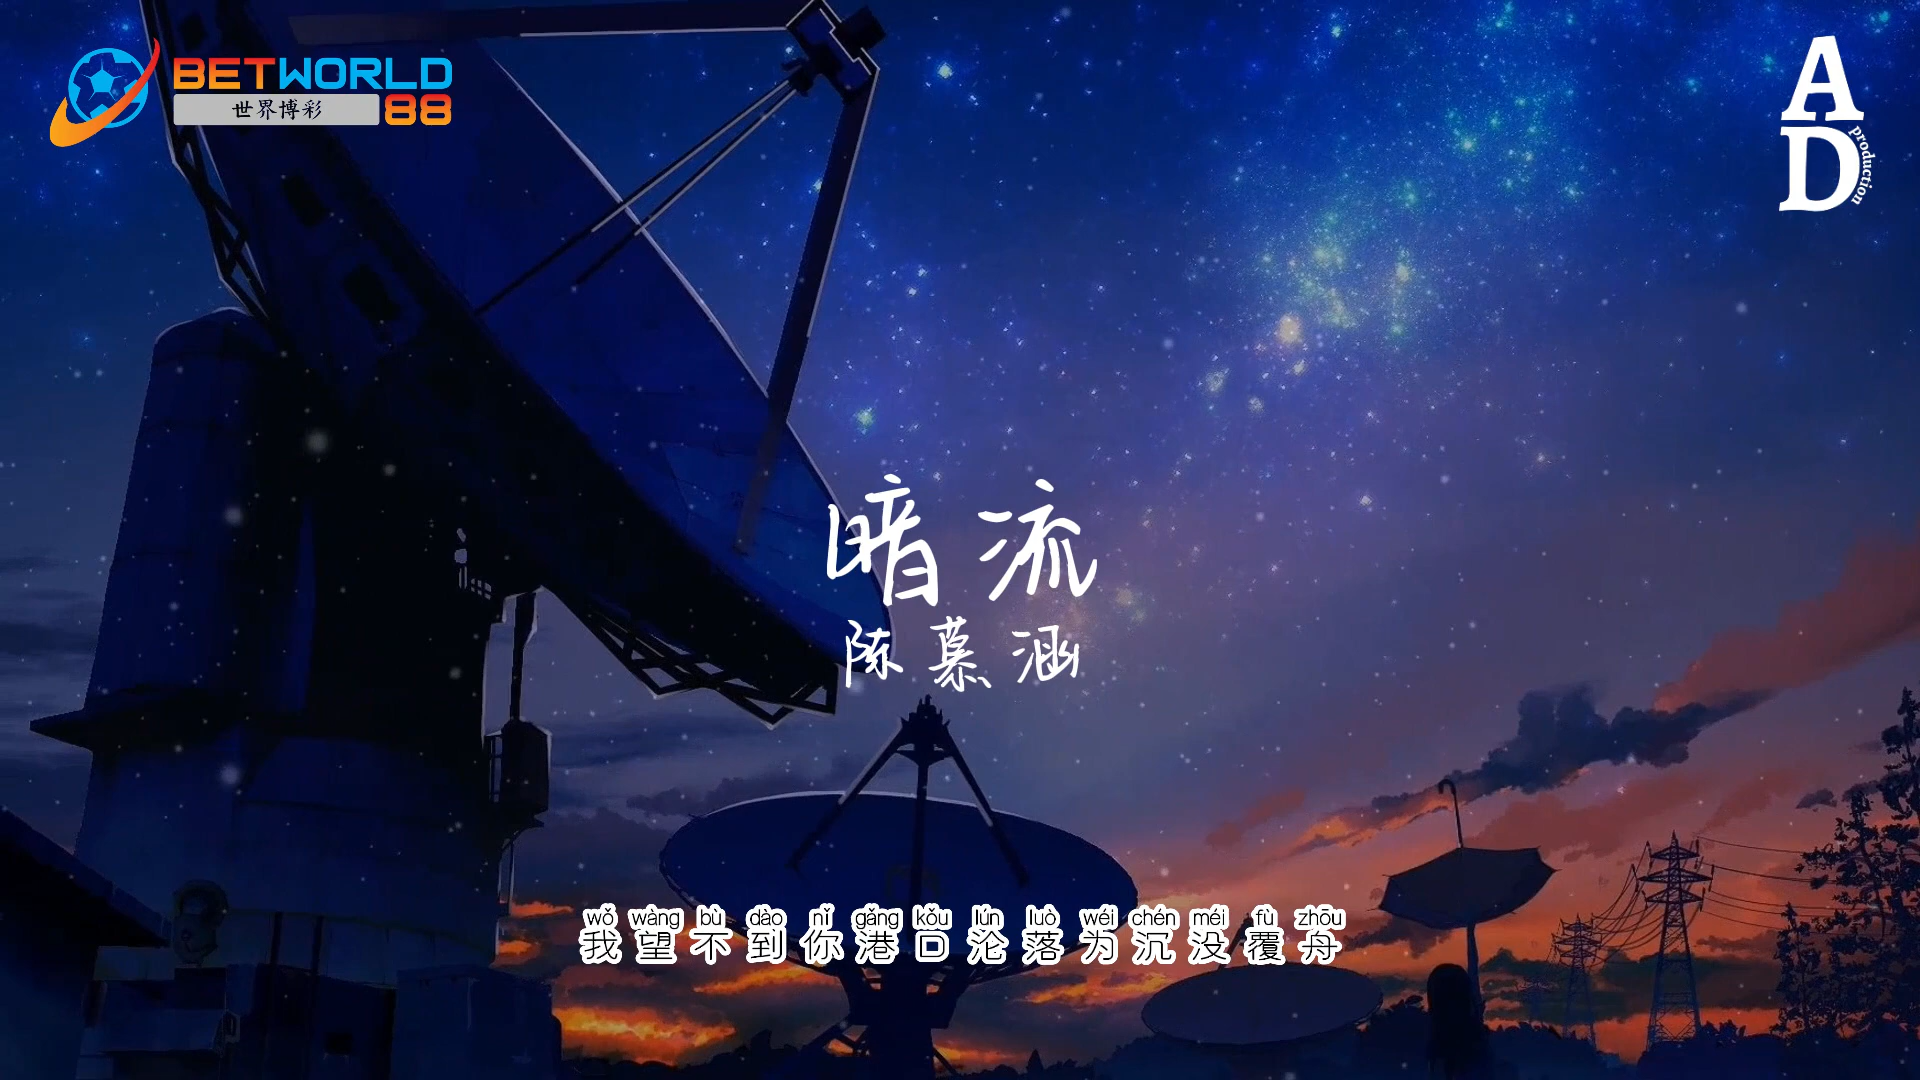 BETWORLD
世界博彩 88
AD
production
暗流
陈慕涵
wǒ wàng bù dào nǐ gǎng kǒu lún luò wéi chén méi fù zhōu
我望不到你港口沦落为沉没覆舟